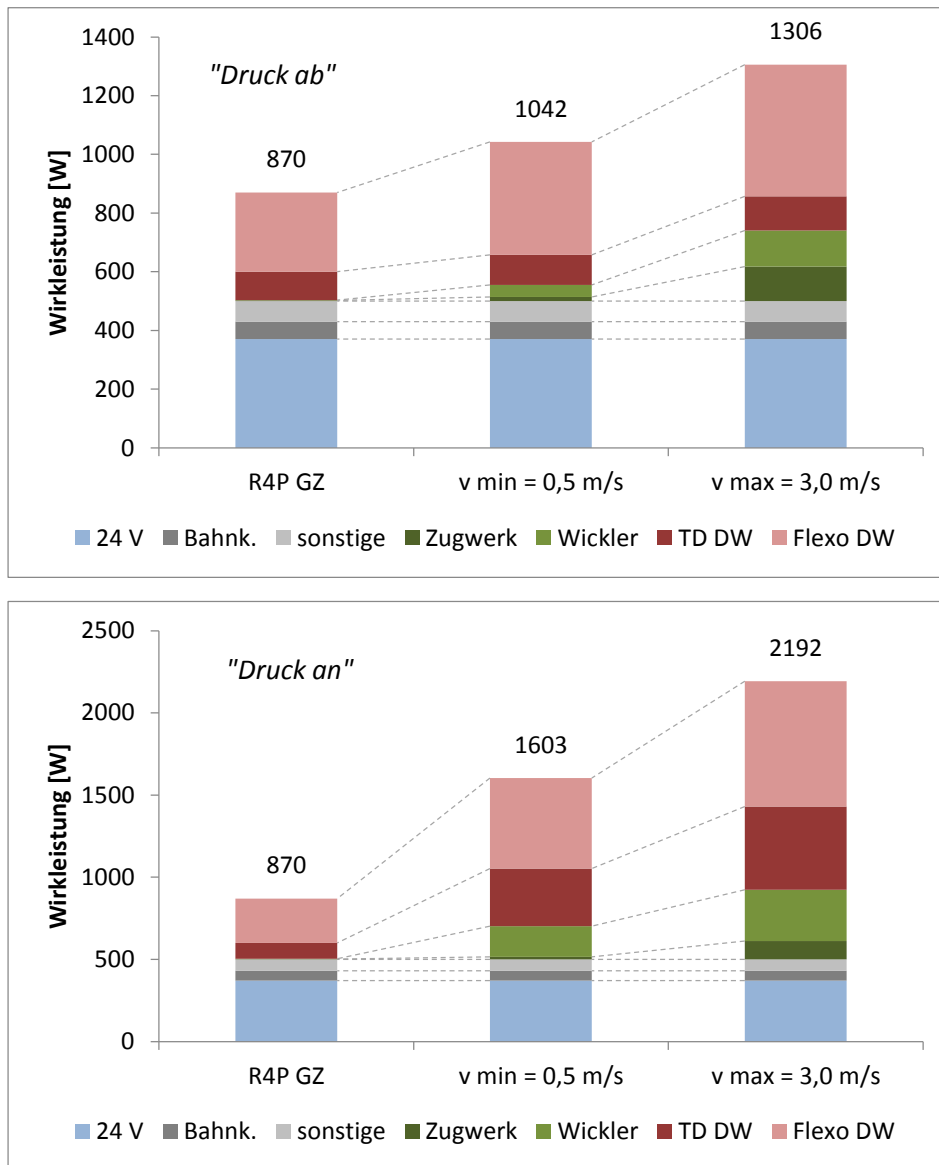 1400
1200
1000
800
600
400
200
0
Wirkleistung [W]
"Druck ab"
870
1042
1306
R4P GZ
v min = 0,5 m/s
v max = 3,0 m/s
24 V Bahnk. sonstige Zugwerk Wickler TD DW Flexo DW
2500
2000
1500
1000
500
0
Wirkleistung [W]
"Druck an"
870
1603
2192
R4P GZ
v min = 0,5 m/s
v max = 3,0 m/s
24 V Bahnk. sonstige Zugwerk Wickler TD DW Flexo DW